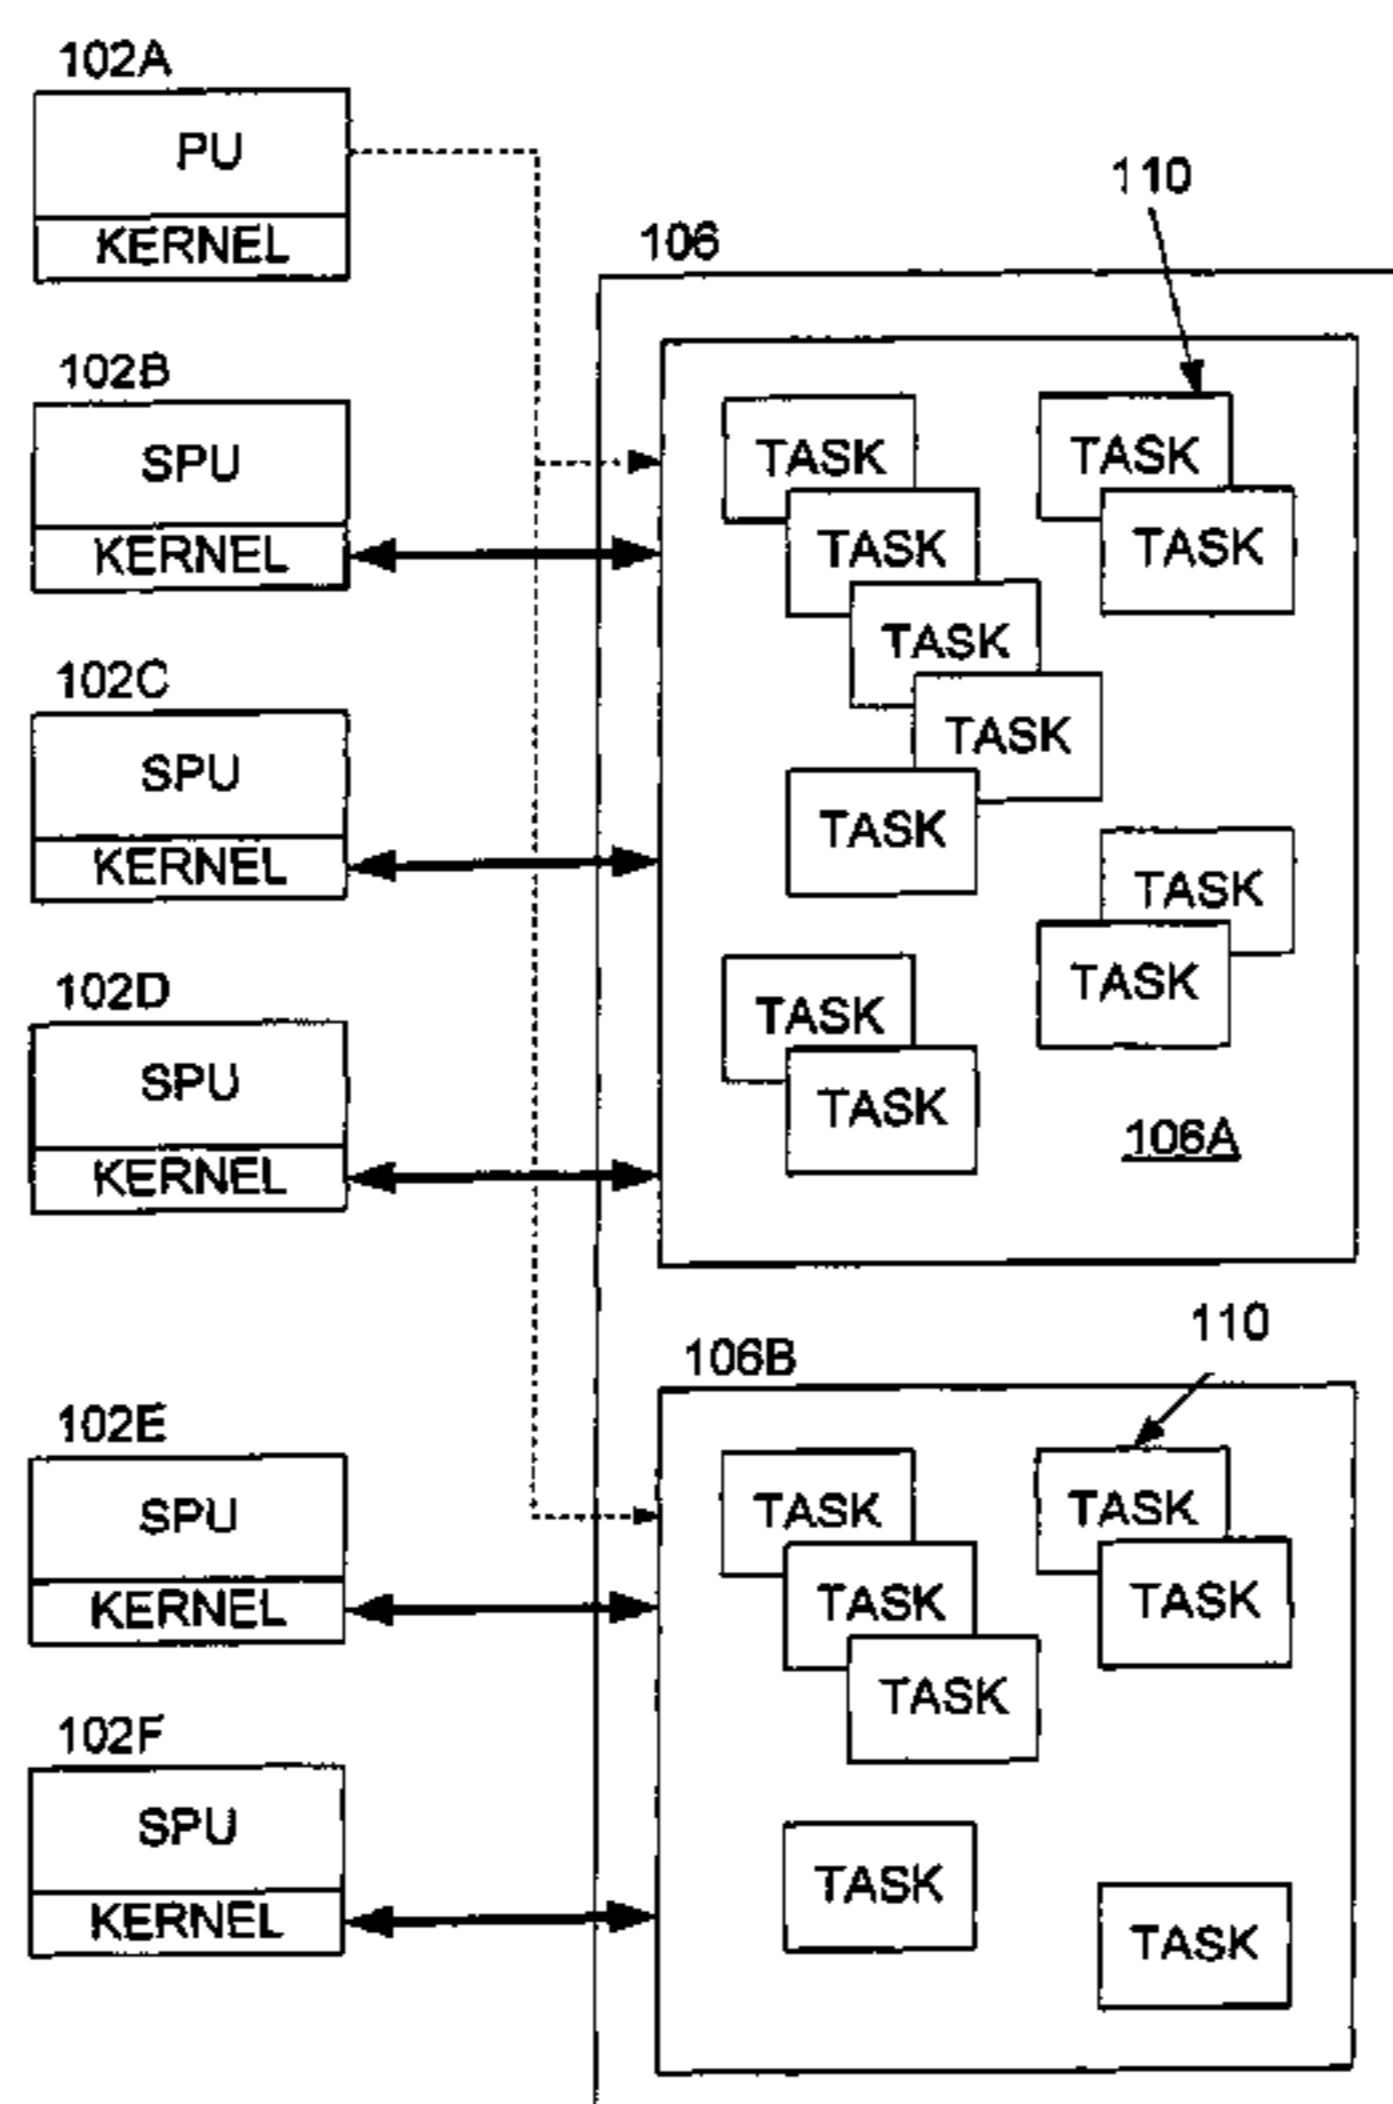 102A
PU
KERNEL
110
106
102B
SPU
KERNEL
TASK
TASK
TASK
TASK
TASK
TASK
102C
SPU
KERNEL
TASK
TASK
TASK
102D
SPU
KERNEL
TASK
TASK
106A
110
106B
102E
SPU
KERNEL
TASK
TASK
TASK
TASK
TASK
102F
SPU
KERNEL
TASK
TASK